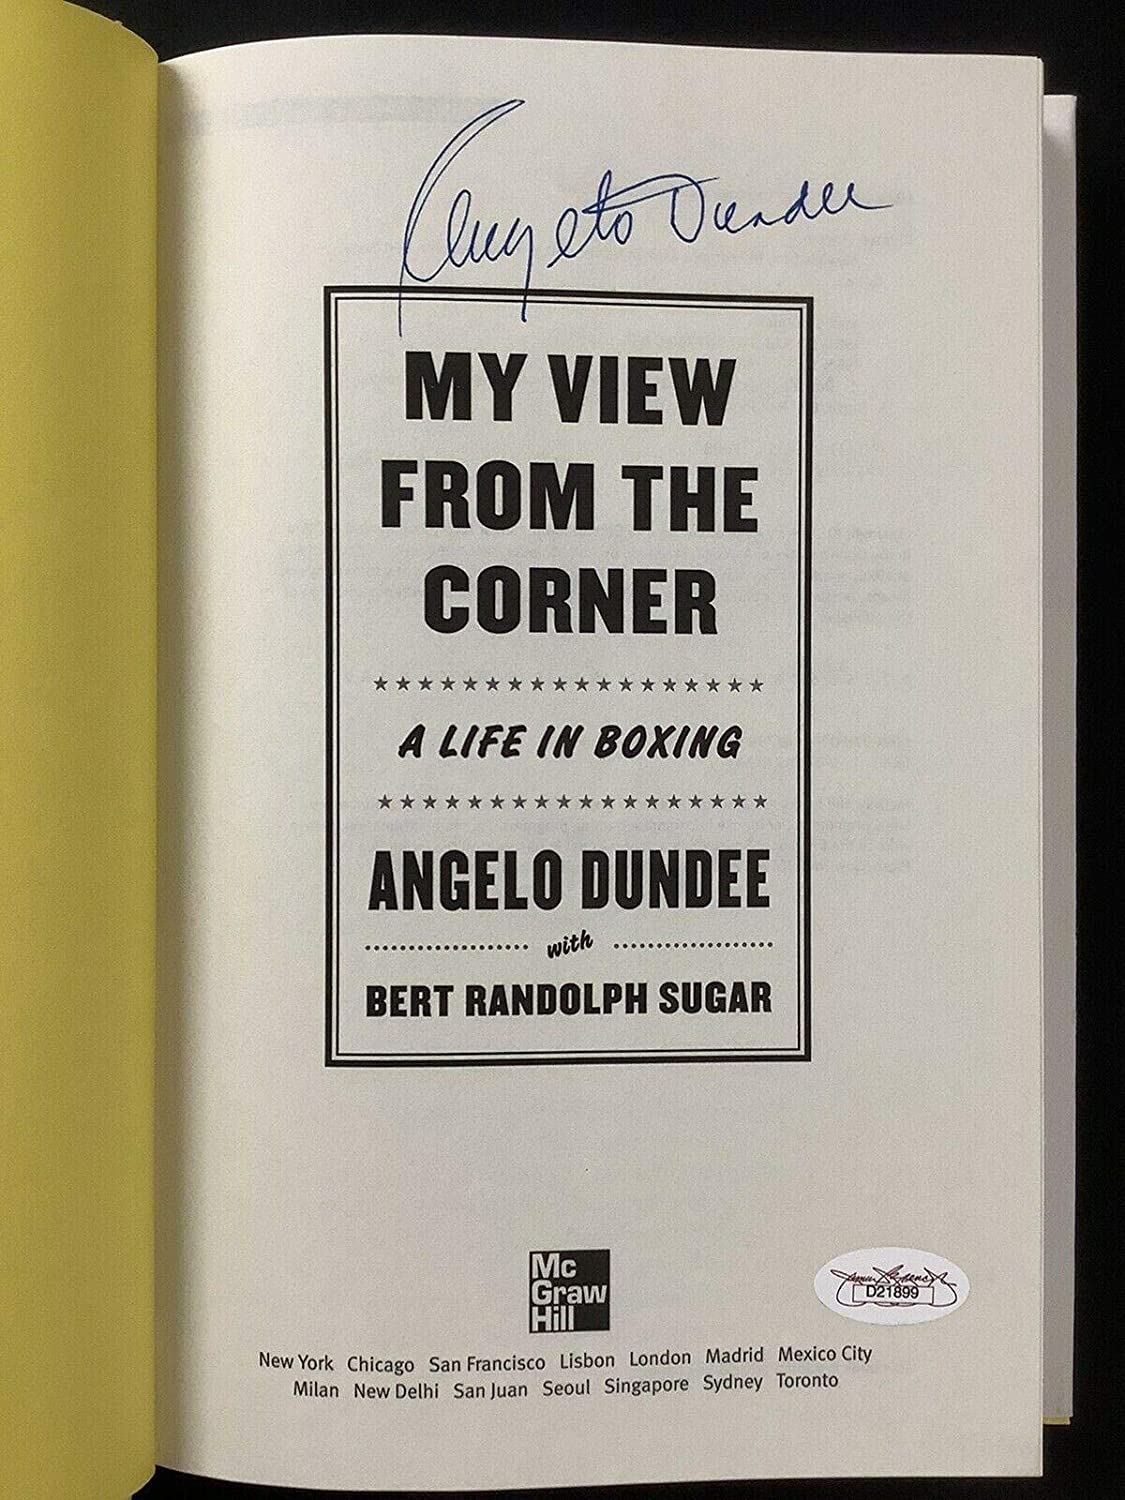 Angelo Dundee
MY VIEW
FROM THE
CORNER
A LIFE IN BOXING
ANGELO DUNDEE
with
BERT RANDOLPH SUGAR
Mc
Graw
Hill
D21899
New York Chicago San Francisco Lisbon London Madrid Mexico City
Milan New Delhi San Juan Seoul Singapore Sydney Toronto